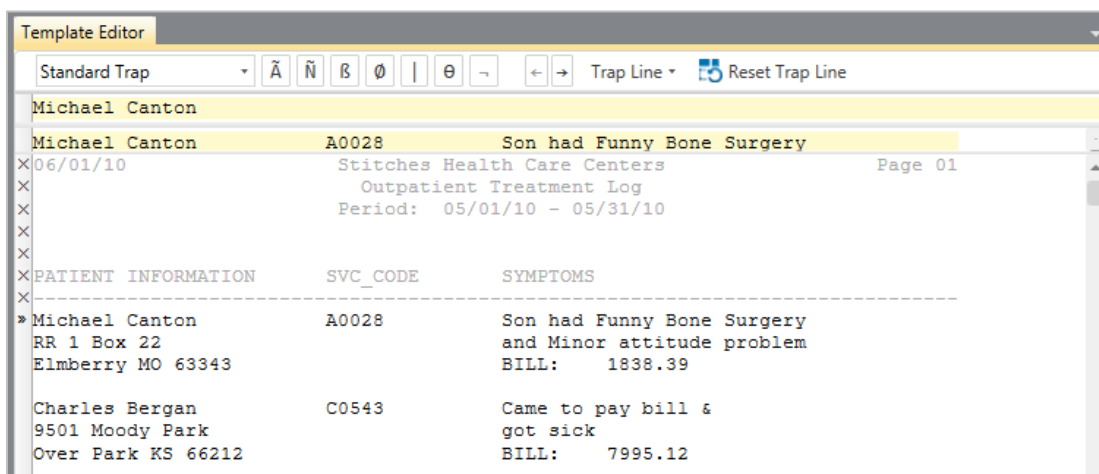 Template Editor
Standard Trap Ã Ñ ß Ø | ɵ ¬ ← → Trap Line Reset Trap Line
Michael Canton
Michael Canton A0028 Son had Funny Bone Surgery
06/01/10 Stitches Health Care Centers Page 01
Outpatient Treatment Log
Period: 05/01/10 - 05/31/10
PATIENT INFORMATION SVC_CODE SYMPTOMS
-------------------------------------------------------------------------------
» Michael Canton A0028 Son had Funny Bone Surgery
RR 1 Box 22 and Minor attitude problem
Elmberry MO 63343 BILL: 1838.39
Charles Bergan C0543 Came to pay bill &
9501 Moody Park got sick
Over Park KS 66212 BILL: 7995.12